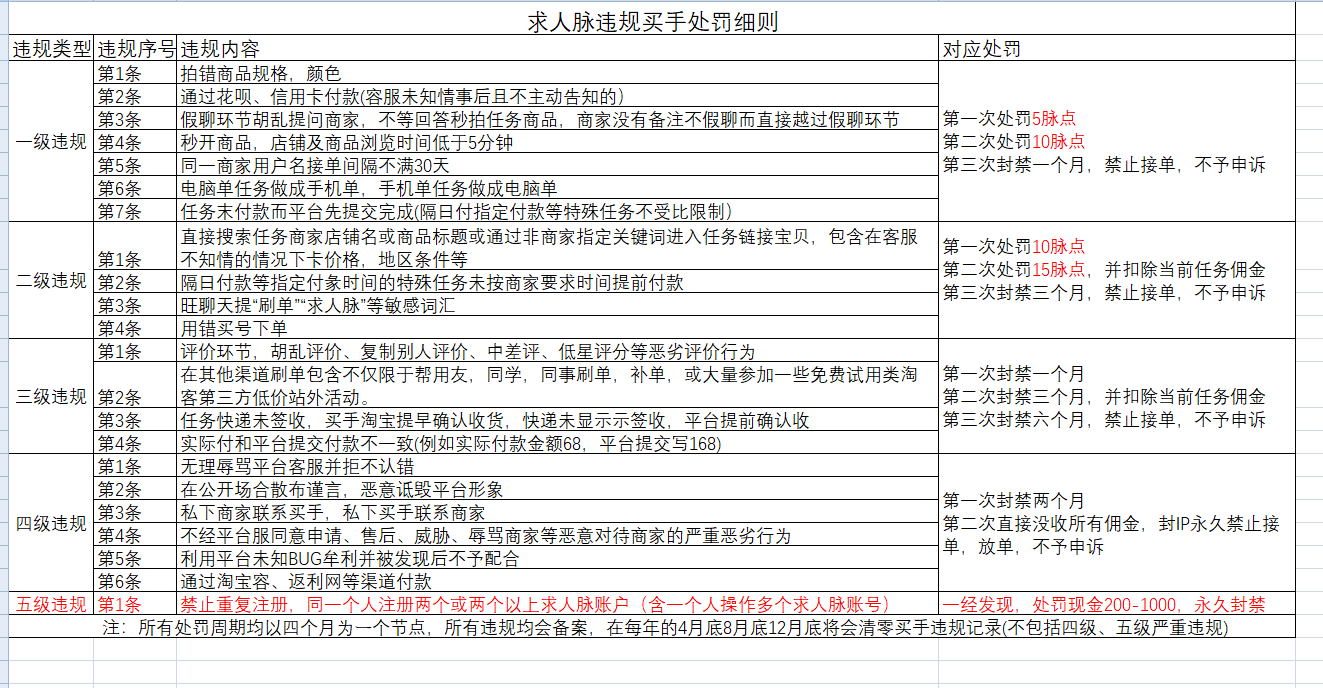 求人脉违规买手处罚细则
违规类型 违规序号 违规内容 对应处罚
一级违规
第1条 拍错商品规格，颜色
第2条 通过花呗、信用卡付款(容服未知情事后且不主动告知的)
第3条 假聊环节胡乱提问商家，不等回答秒拍任务商品，商家没有备注不假聊而直接越过假聊环节
第4条 秒开商品，店铺及商品浏览时间低于5分钟
第5条 同一商家用户名接单间隔不满30天
第6条 电脑单任务做成手机单，手机单任务做成电脑单
第7条 任务末付款而平台先提交完成(隔日付指定付款等特殊任务不受比限制)
第一次处罚5脉点
第二次处罚10脉点
第三次封禁一个月，禁止接单，不予申诉
二级违规
第1条 直接搜索任务商家店铺名或商品标题或通过非商家指定关键词进入任务链接宝贝，包含在客服
不知情的情况下卡价格，地区条件等
第2条 隔日付款等指定付彖时间的特殊任务未按商家要求时间提前付款
第3条 旺聊天提“刷单”“求人脉”等敏感词汇
第4条 用错买号下单
第一次处罚10脉点
第二次处罚15脉点，并扣除当前任务佣金
第三次封禁三个月，禁止接单，不予申诉
三级违规
第1条 评价环节，胡乱评价、复制别人评价、中差评、低星评分等恶劣评价行为
第2条 在其他渠道刷单包含不仅限于帮用友，同学，同事刷单，补单，或大量参加一些免费试用类淘
客第三方低价站外活动。
第3条 任务快递未签收，买手淘宝提早确认收货，快递未显示示签收，平台提前确认收
第4条 实际付和平台提交付款不一致(例如实际付款金额68，平台提交写168)
第一次封禁一个月
第二次封禁三个月，并扣除当前任务佣金
第三次封禁六个月，禁止接单，不予申诉
四级违规
第1条 无理辱骂平台客服并拒不认错
第2条 在公开场合散布谨言，恶意诋毁平台形象
第3条 私下商家联系买手，私下买手联系商家
第4条 不经平台服同意申请、售后、威胁、辱骂商家等恶意对待商家的严重恶劣行为
第5条 利用平台未知BUG牟利并被发现后不予配合
第6条 通过淘宝容、返利网等渠道付款
第一次封禁两个月
第二次直接没收所有佣金，封IP永久禁止接
单，放单，不予申诉
五级违规 第1条 禁止重复注册，同一个人注册两个或两个以上求人脉账户（含一个人操作多个求人脉账号） 一经发现，处罚现金200-1000，永久封禁
注：所有处罚周期均以四个月为一个节点，所有违规均会备案，在每年的4月底8月底12月底将会清零买手违规记录(不包括四级、五级严重违规)